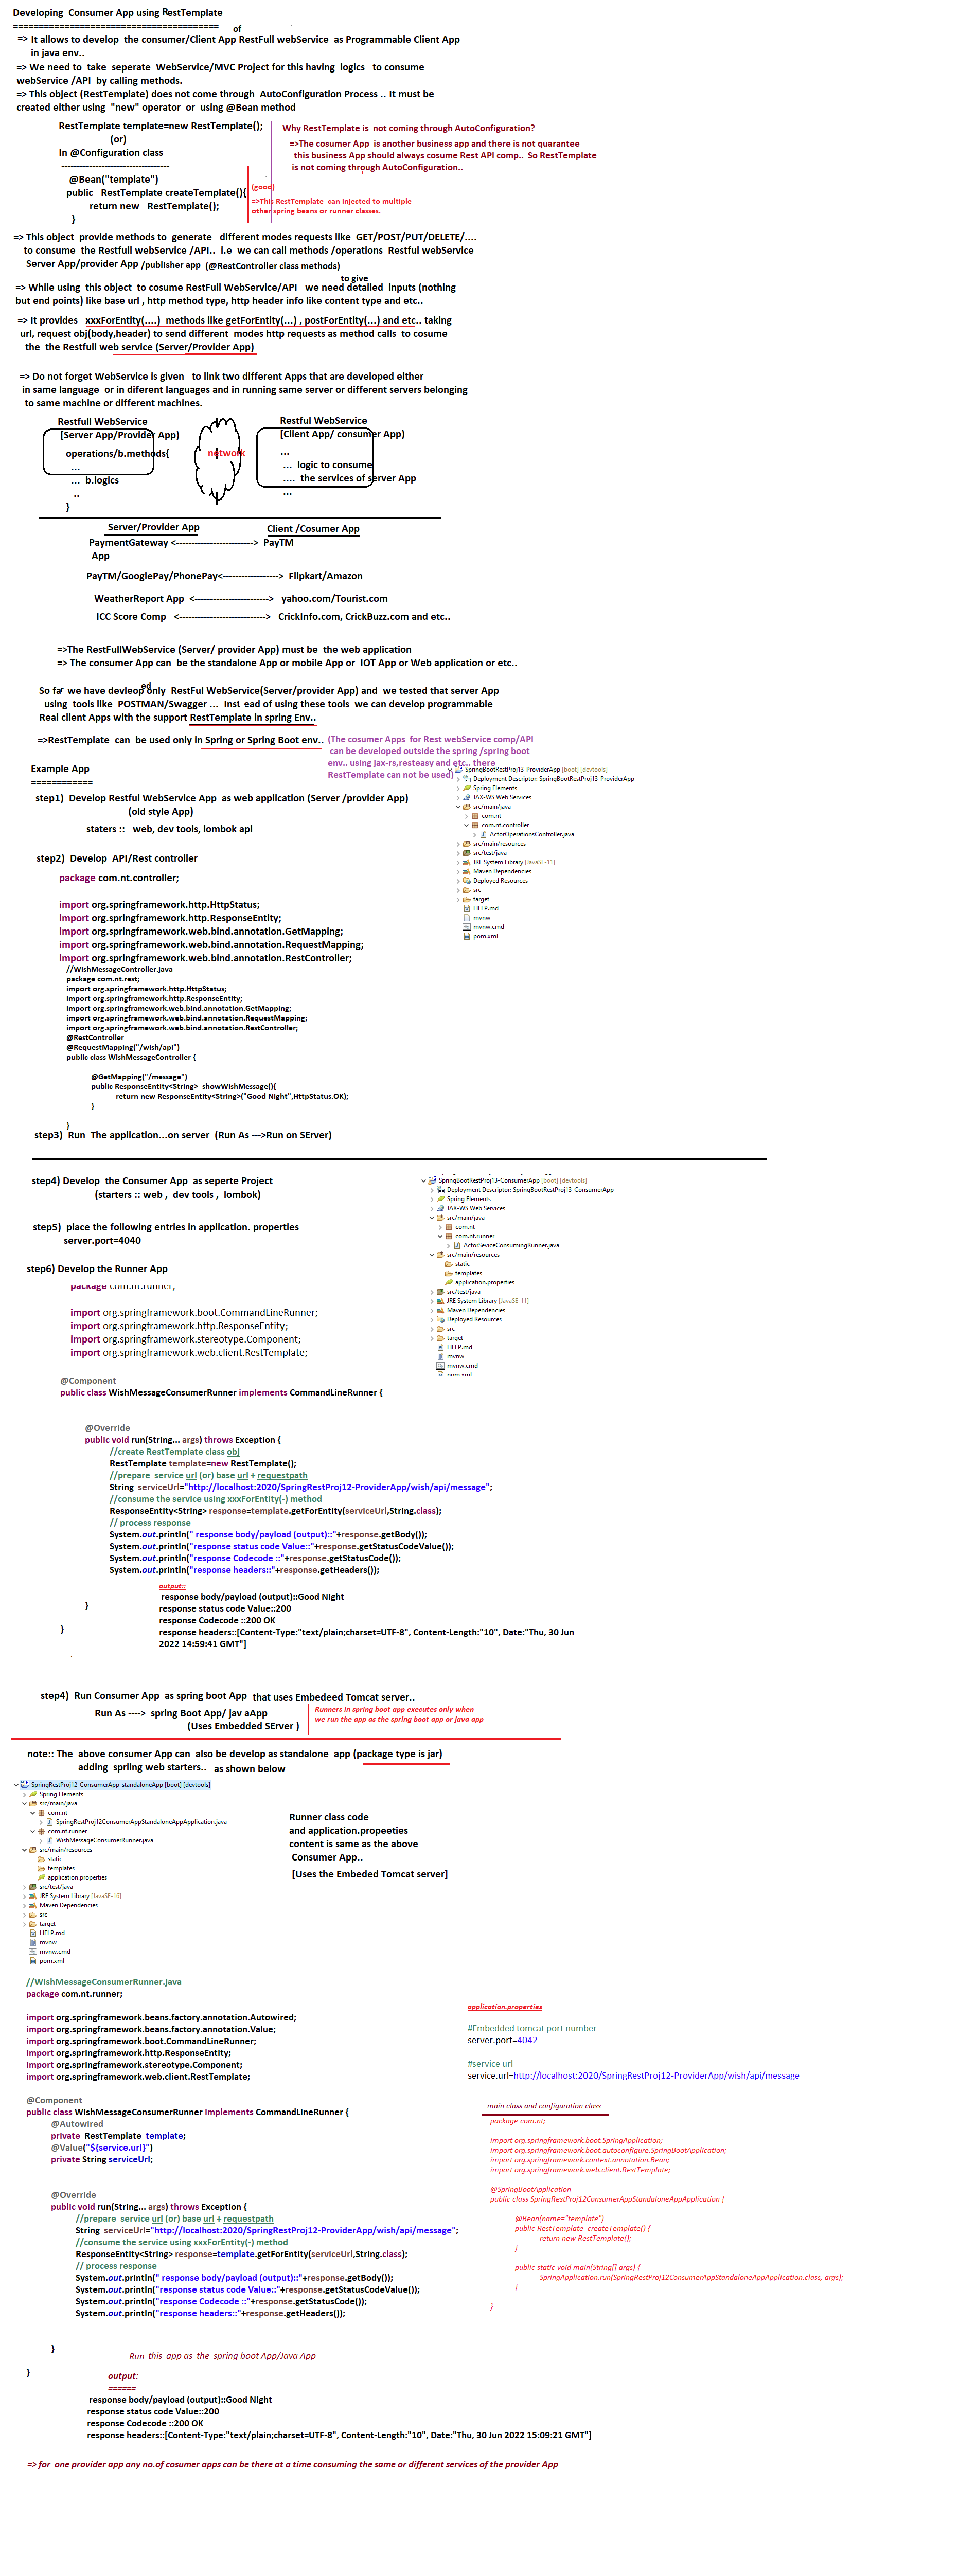 Developing  Consumer App using RestTemplate
========================================
of
=> It allows to develop  the consumer/Client App RestFull webService  as Programmable Client App
in java env..
=> We need to  take  seperate  WebService/MVC Project for this having  logics   to consume
webService /API  by calling methods.
=> This object (RestTemplate) does not come through  AutoConfiguration Process .. It must be
created either using  "new" operator  or  using @Bean method
RestTemplate template=new RestTemplate();
(or)
In @Configuration class
-----------------------------------
@Bean("template")
public   RestTemplate createTemplate(){
return new   RestTemplate();
}
Why RestTemplate is  not coming through AutoConfiguration?
=>The cosumer App  is another business app and there is not quarantee
this business App should always cosume Rest API comp..  So RestTemplate
is not coming through AutoConfiguration..
(good)
=>This RestTemplate  can injected to multiple
other spring beans or runner classes.
=> This object  provide methods to  generate   different modes requests like  GET/POST/PUT/DELETE/....
to consume  the Restfull webService /API..  i.e  we can call methods /operations  Restful webService
Server App/provider App /publisher app  (@RestController class methods)
to give
=> While using  this object  to cosume RestFull WebService/API   we need detailed  inputs (nothing
but end points) like base url , http method type, http header info like content type and etc..
=> It provides   xxxForEntity(....)  methods like getForEntity(...) , postForEntity(...) and etc.. taking
url, request obj(body,header) to send different  modes http requests as method calls  to cosume
the  the Restfull web service (Server/Provider App)
=> Do not forget WebService is given   to link two different Apps that are developed either
in same language  or in diferent languages and in running same server or different servers belonging
to same machine or different machines.
Restfull WebService
[Server App/Provider App)
operations/b.methods{
...
...  b.logics
..
}
network
Restful WebService
[Client App/ consumer App)
...
...  logic to consume
....  the services of server App
...
Server/Provider App
Client /Cosumer App
PaymentGateway <------------------------->  PayTM
App
PayTM/GooglePay/PhonePay<------------------>  Flipkart/Amazon
WeatherReport App  <------------------------>   yahoo.com/Tourist.com
ICC Score Comp   <--------------------------->   CrickInfo.com, CrickBuzz.com and etc..
=>The RestFullWebService (Server/ provider App) must be  the web application
=> The consumer App can  be the standalone App or mobile App or  IOT App or Web application or etc..
ed
So far  we have devleop only  RestFul WebService(Server/provider App) and  we tested that server App
using  tools like  POSTMAN/Swagger ...  Inst ead of using these tools  we can develop programmable
Real client Apps with the support RestTemplate in spring Env..
=>RestTemplate  can  be used only in Spring or Spring Boot env..
(The cosumer Apps  for Rest webService comp/API
can be developed outside the spring /spring boot
env.. using jax-rs,resteasy and etc.. there
RestTemplate can not be used)
Example App
============
step1)  Develop Restful WebService App  as web application (Server /provider App)
(old style App)
staters ::   web, dev tools, lombok api
SpringBootRestProj13-ProviderApp [boot] [devtools]
Deployment Descriptor: SpringBootRestProj13-ProviderApp
Spring Elements
JAX-WS Web Services
src/main/java
com.nt
com.nt.controller
ActorOperationsController.java
src/main/resources
src/test/java
JRE System Library [JavaSE-11]
Maven Dependencies
Deployed Resources
src
target
HELP.md
mvnw
mvnw.cmd
pom.xml
step2)  Develop  API/Rest controller
package com.nt.controller;
import org.springframework.http.HttpStatus;
import org.springframework.http.ResponseEntity;
import org.springframework.web.bind.annotation.GetMapping;
import org.springframework.web.bind.annotation.RequestMapping;
import org.springframework.web.bind.annotation.RestController;
//WishMessageController.java
package com.nt.rest;
import org.springframework.http.HttpStatus;
import org.springframework.http.ResponseEntity;
import org.springframework.web.bind.annotation.GetMapping;
import org.springframework.web.bind.annotation.RequestMapping;
import org.springframework.web.bind.annotation.RestController;
@RestController
@RequestMapping("/wish/api")
public class WishMessageController {
@GetMapping("/message")
public ResponseEntity<String>  showWishMessage(){
return new ResponseEntity<String>("Good Night",HttpStatus.OK);
}
}
step3)  Run  The application...on server  (Run As --->Run on SErver)
step4)  Develop  the Consumer App  as seperte Project
(starters :: web ,  dev tools ,  lombok)
step5)  place the following entries in application. properties
server.port=4040
step6) Develop the Runner App
SpringBootRestProj13-ConsumerApp [boot] [devtools]
Deployment Descriptor: SpringBootRestProj13-ConsumerApp
Spring Elements
JAX-WS Web Services
src/main/java
com.nt
com.nt.runner
ActorSeviceConsumingRunner.java
src/main/resources
static
templates
application.properties
src/test/java
JRE System Library [JavaSE-11]
Maven Dependencies
Deployed Resources
src
target
HELP.md
mvnw
mvnw.cmd
pom.xml
package com.nt.runner;
import org.springframework.boot.CommandLineRunner;
import org.springframework.http.ResponseEntity;
import org.springframework.stereotype.Component;
import org.springframework.web.client.RestTemplate;
@Component
public class WishMessageConsumerRunner implements CommandLineRunner {
@Override
public void run(String... args) throws Exception {
//create RestTemplate class obj
RestTemplate template=new RestTemplate();
//prepare  service url (or) base url + requestpath
String  serviceUrl="http://localhost:2020/SpringRestProj12-ProviderApp/wish/api/message";
//consume the service using xxxForEntity(-) method
ResponseEntity<String> response=template.getForEntity(serviceUrl,String.class);
// process response
System.out.println(" response body/payload (output)::"+response.getBody());
System.out.println("response status code Value::"+response.getStatusCodeValue());
System.out.println("response Codecode ::"+response.getStatusCode());
System.out.println("response headers::"+response.getHeaders());
output::
response body/payload (output)::Good Night
}
response status code Value::200
response Codecode ::200 OK
}
response headers::[Content-Type:"text/plain;charset=UTF-8", Content-Length:"10", Date:"Thu, 30 Jun
2022 14:59:41 GMT"]
step4)  Run Consumer App  as spring boot App  that uses Embedeed Tomcat server..
Run As ---->  spring Boot App/ jav aApp
(Uses Embedded SErver )
Runners in spring boot app executes only when
we run the app as the spring boot app or java app
note:: The  above consumer App can  also be develop as standalone  app (package type is jar)
adding  spriing web starters..   as shown below
SpringRestProj12-ConsumerApp-standaloneApp [boot] [devtools]
Spring Elements
src/main/java
com.nt
SpringRestProj12ConsumerAppStandaloneAppApplication.java
com.nt.runner
WishMessageConsumerRunner.java
src/main/resources
static
templates
application.properties
src/test/java
JRE System Library [JavaSE-16]
Maven Dependencies
src
target
HELP.md
mvnw
mvnw.cmd
pom.xml
Runner class code
and application.propeeties
content is same as the above
Consumer App..
[Uses the Embeded Tomcat server]
//WishMessageConsumerRunner.java
package com.nt.runner;
import org.springframework.beans.factory.annotation.Autowired;
import org.springframework.beans.factory.annotation.Value;
import org.springframework.boot.CommandLineRunner;
import org.springframework.http.ResponseEntity;
import org.springframework.stereotype.Component;
import org.springframework.web.client.RestTemplate;
@Component
public class WishMessageConsumerRunner implements CommandLineRunner {
@Autowired
private  RestTemplate  template;
@Value("${service.url}")
private String serviceUrl;
@Override
public void run(String... args) throws Exception {
//prepare  service url (or) base url + requestpath
String  serviceUrl="http://localhost:2020/SpringRestProj12-ProviderApp/wish/api/message";
//consume the service using xxxForEntity(-) method
ResponseEntity<String> response=template.getForEntity(serviceUrl,String.class);
// process response
System.out.println(" response body/payload (output)::"+response.getBody());
System.out.println("response status code Value::"+response.getStatusCodeValue());
System.out.println("response Codecode ::"+response.getStatusCode());
System.out.println("response headers::"+response.getHeaders());
}
}
application.properties
#Embedded tomcat port number
server.port=4042
#service url
service.url=http://localhost:2020/SpringRestProj12-ProviderApp/wish/api/message
main class and configuration class
package com.nt;
import org.springframework.boot.SpringApplication;
import org.springframework.boot.autoconfigure.SpringBootApplication;
import org.springframework.context.annotation.Bean;
import org.springframework.web.client.RestTemplate;
@SpringBootApplication
public class SpringRestProj12ConsumerAppStandaloneAppApplication {
@Bean(name="template")
public RestTemplate  createTemplate() {
return new RestTemplate();
}
public static void main(String[] args) {
SpringApplication.run(SpringRestProj12ConsumerAppStandaloneAppApplication.class, args);
}
}
Run  this  app as  the  spring boot App/Java App
output:
======
response body/payload (output)::Good Night
response status code Value::200
response Codecode ::200 OK
response headers::[Content-Type:"text/plain;charset=UTF-8", Content-Length:"10", Date:"Thu, 30 Jun 2022 15:09:21 GMT"]
=> for  one provider app any no.of cosumer apps can be there at a time consuming the same or different services of the provider App